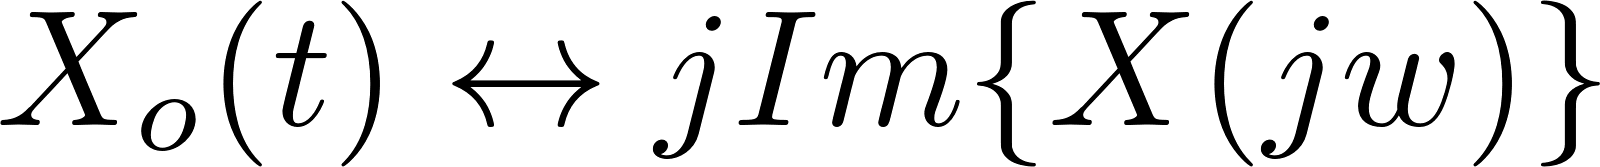 X_o(t) ↔ jIm{X(jw)}